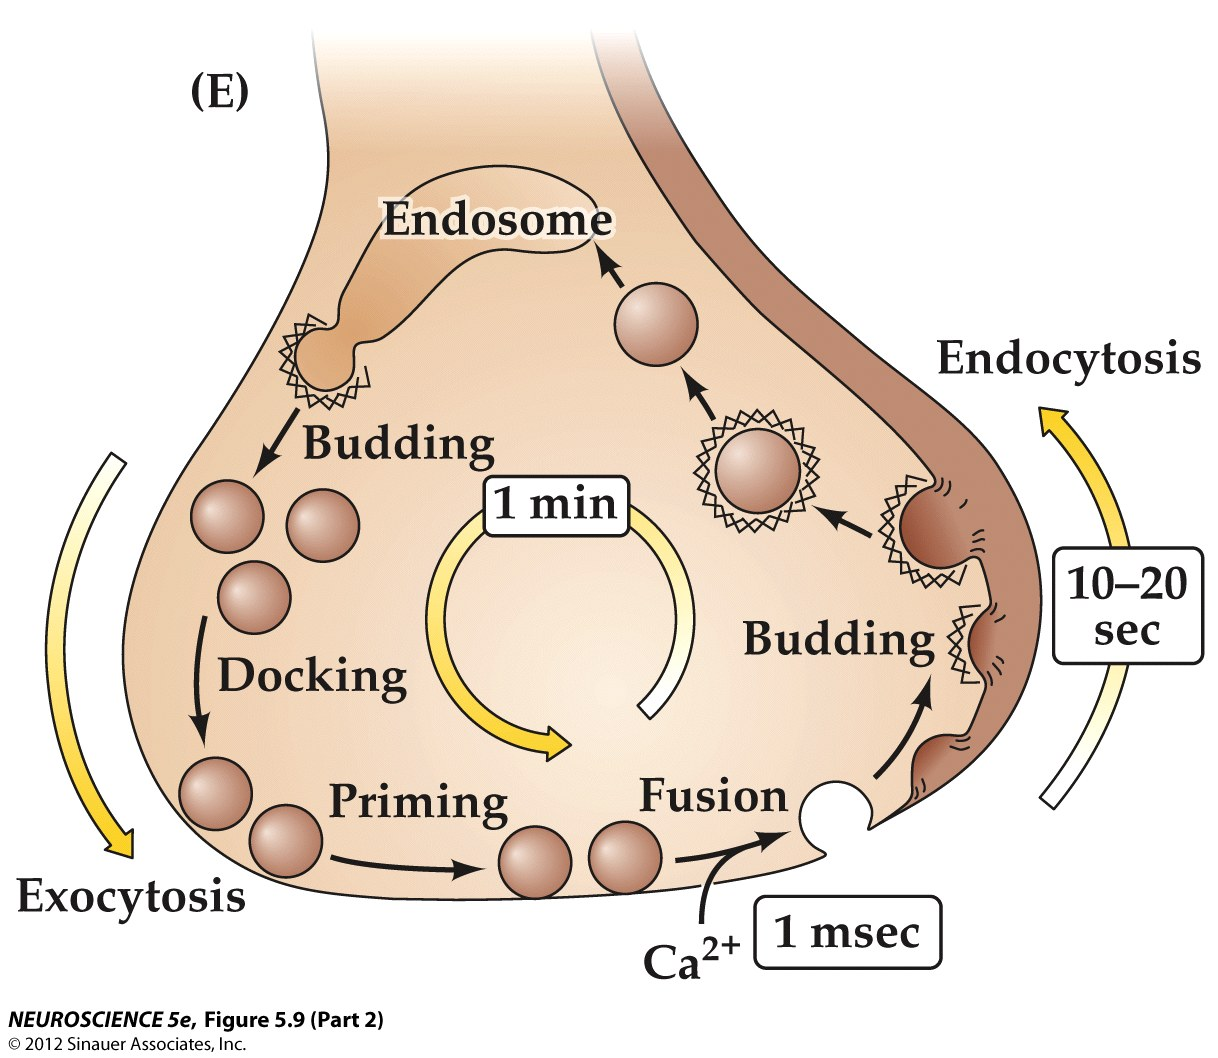 (E)
Endosome
Endocytosis
Budding
1 min
10–20
sec
Budding
Docking
Priming
Fusion
Exocytosis
Ca²⁺
1 msec
NEUROSCIENCE 5e, Figure 5.9 (Part 2)
© 2012 Sinauer Associates, Inc.